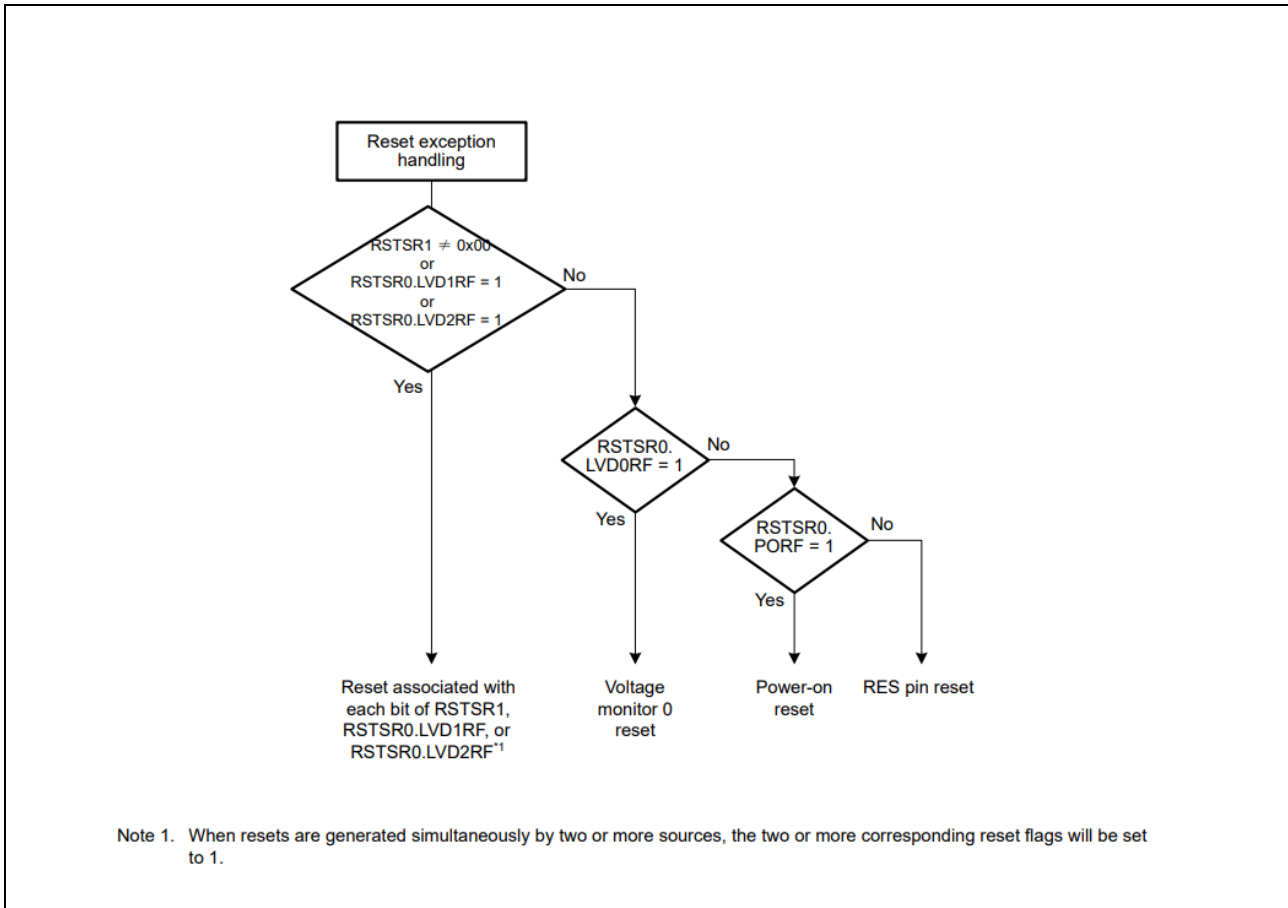 Reset exception
handling
RSTSR1 ≠ 0x00
or
RSTSR0.LVD1RF = 1
or
RSTSR0.LVD2RF = 1
No
Yes
RSTSR0.
LVD0RF = 1
No
Yes
RSTSR0.
PORF = 1
No
Yes
Reset associated with
each bit of RSTSR1,
RSTSR0.LVD1RF, or
RSTSR0.LVD2RF*1
Voltage
monitor 0
reset
Power-on
reset
RES pin reset
Note 1. When resets are generated simultaneously by two or more sources, the two or more corresponding reset flags will be set
to 1.